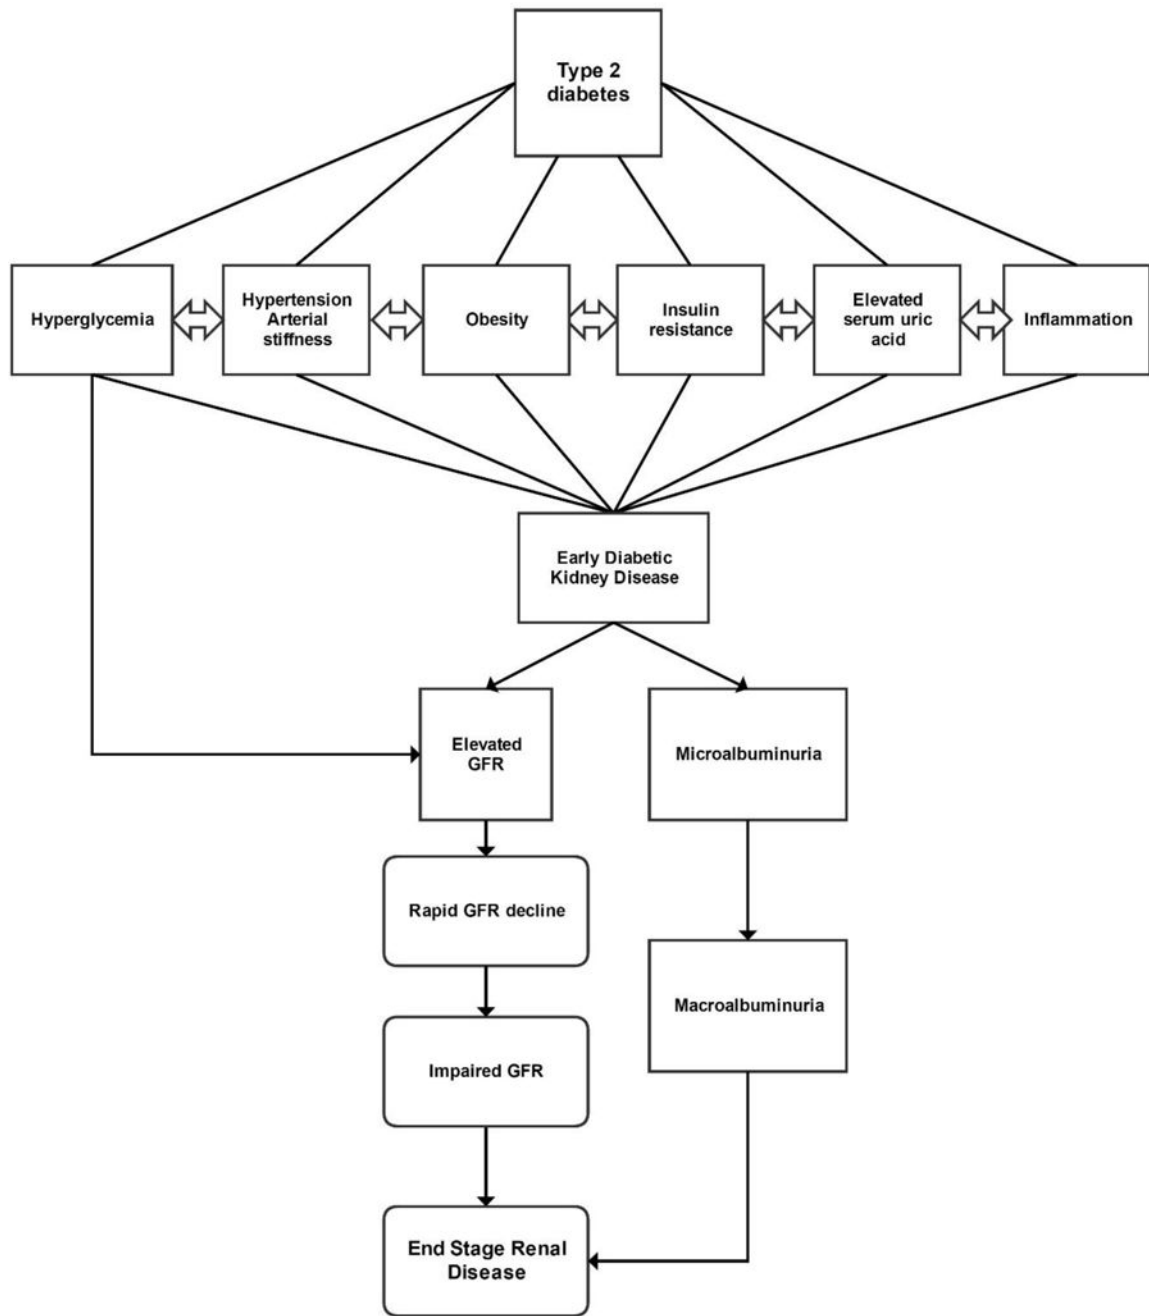 Type 2
diabetes
Hyperglycemia
Hypertension
Arterial
stiffness
Obesity
Insulin
resistance
Elevated
serum uric
acid
Inflammation
Early Diabetic
Kidney Disease
Elevated
GFR
Microalbuminuria
Rapid GFR decline
Macroalbuminuria
Impaired GFR
End Stage Renal
Disease